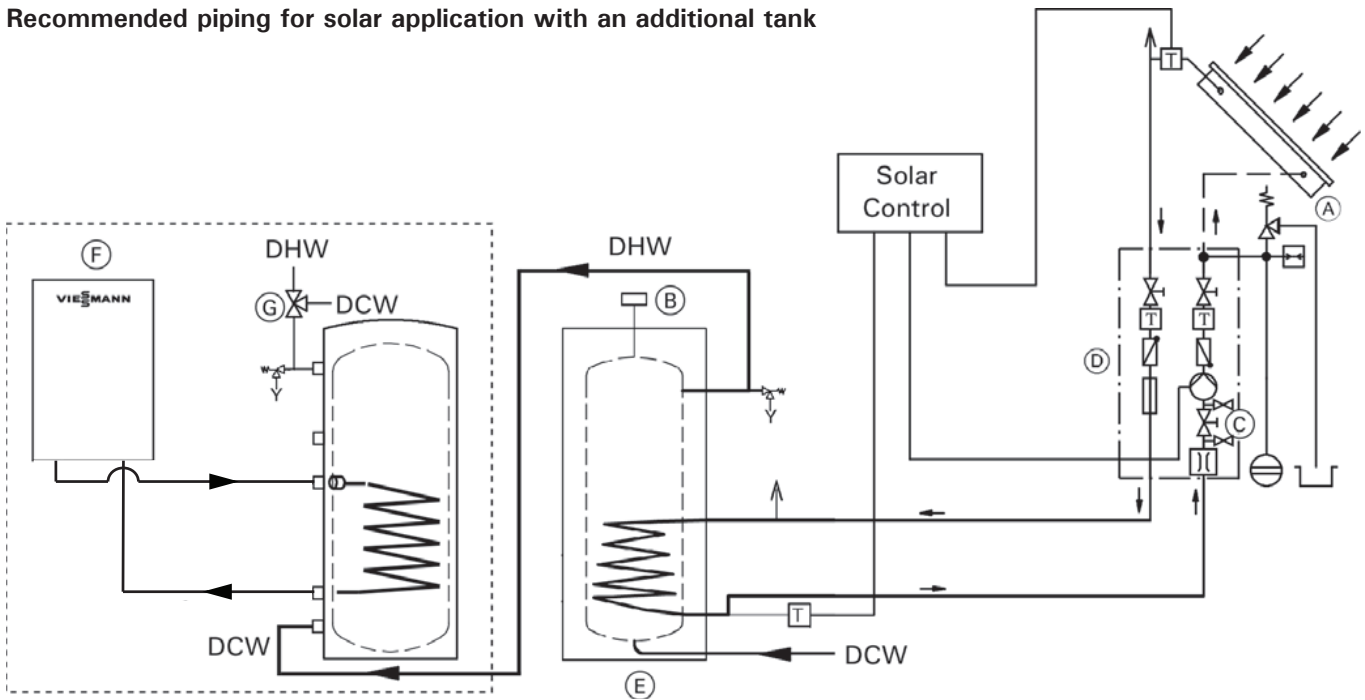 Recommended piping for solar application with an additional tank
T
Solar
Control
A
F
DHW
DHW
VIESMANN
G
DCW
B
T
T
D
Y
Y
C
T
DCW
DCW
E